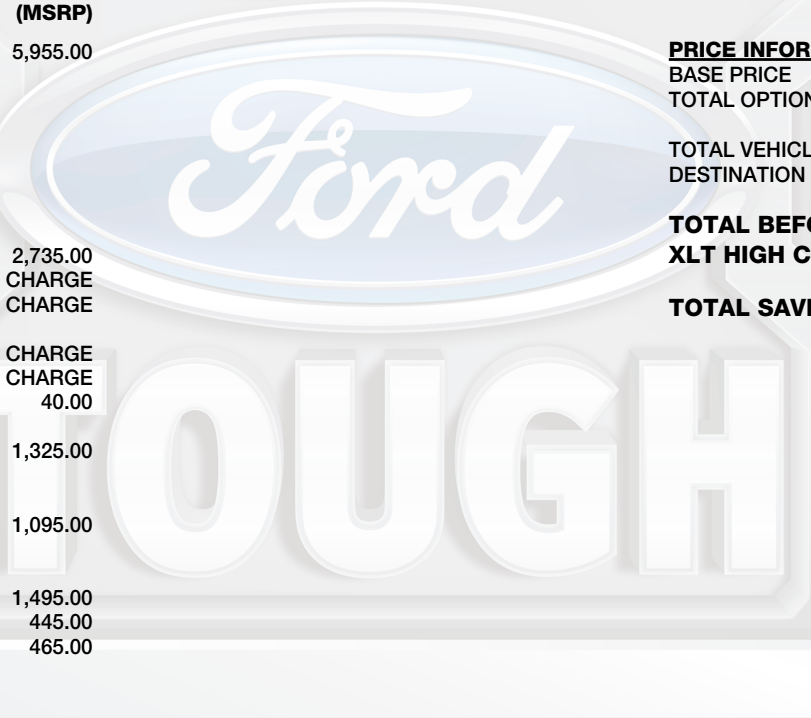 (MSRP)
5,955.00
2,735.00
CHARGE
CHARGE
CHARGE
CHARGE
40.00
1,325.00
1,095.00
1,495.00
445.00
465.00
PRICE INFOR
BASE PRICE
TOTAL OPTION
TOTAL VEHICL
DESTINATION
TOTAL BEFO
XLT HIGH C
TOTAL SAVI
Ford
TOUGH